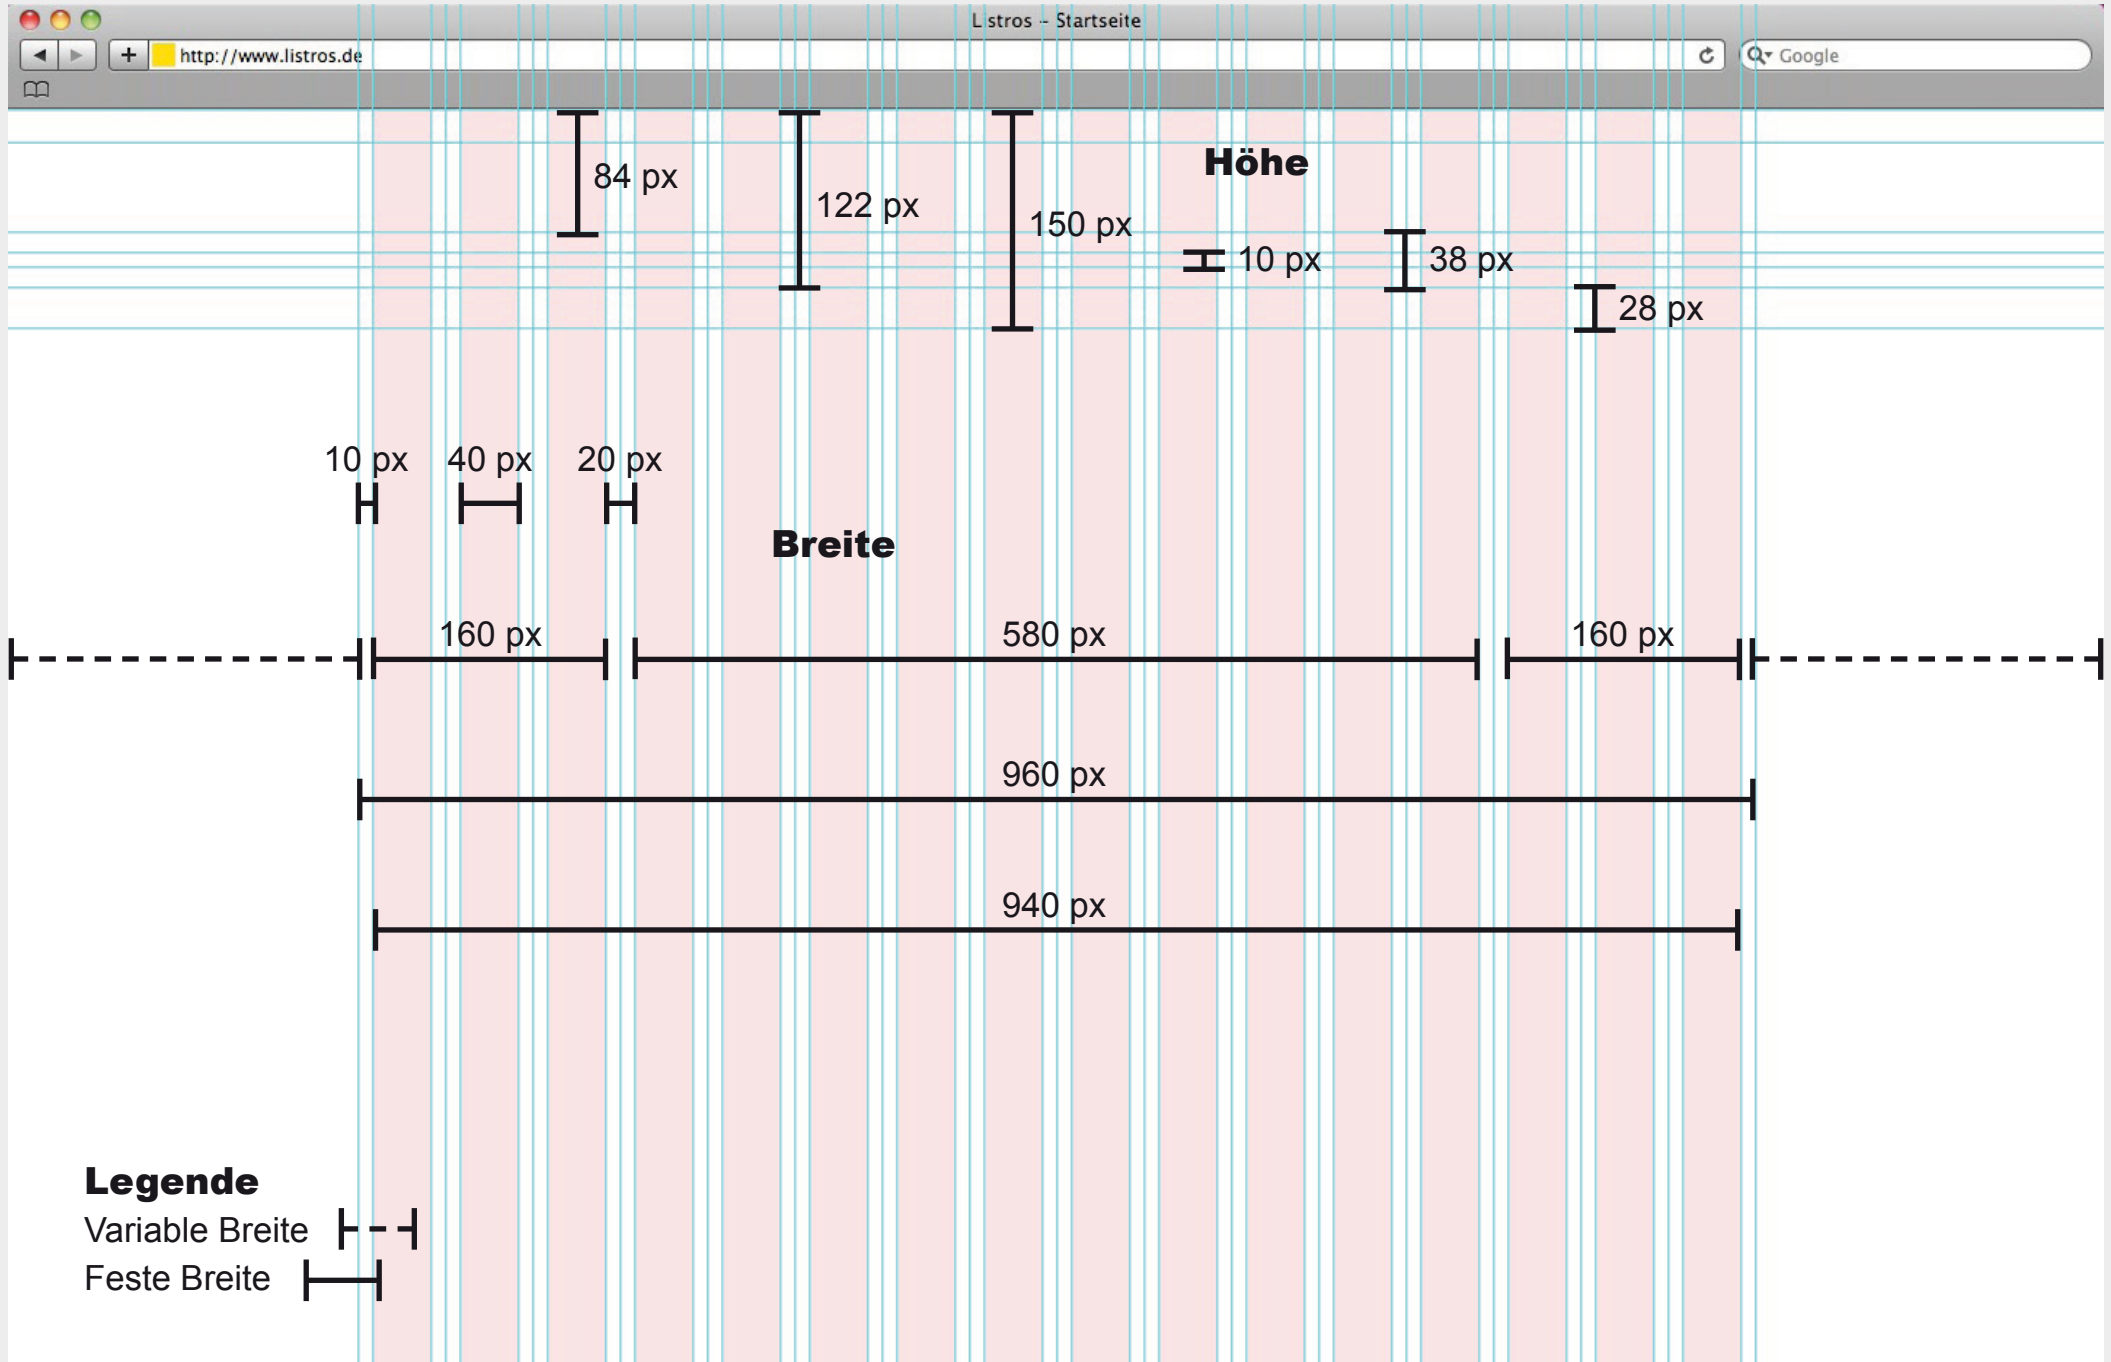 Listros – Startseite
http://www.listros.de
Google
Höhe
84 px
122 px
150 px
10 px
38 px
28 px
10 px
40 px
20 px
Breite
160 px
580 px
160 px
960 px
940 px
Legende
Variable Breite
Feste Breite